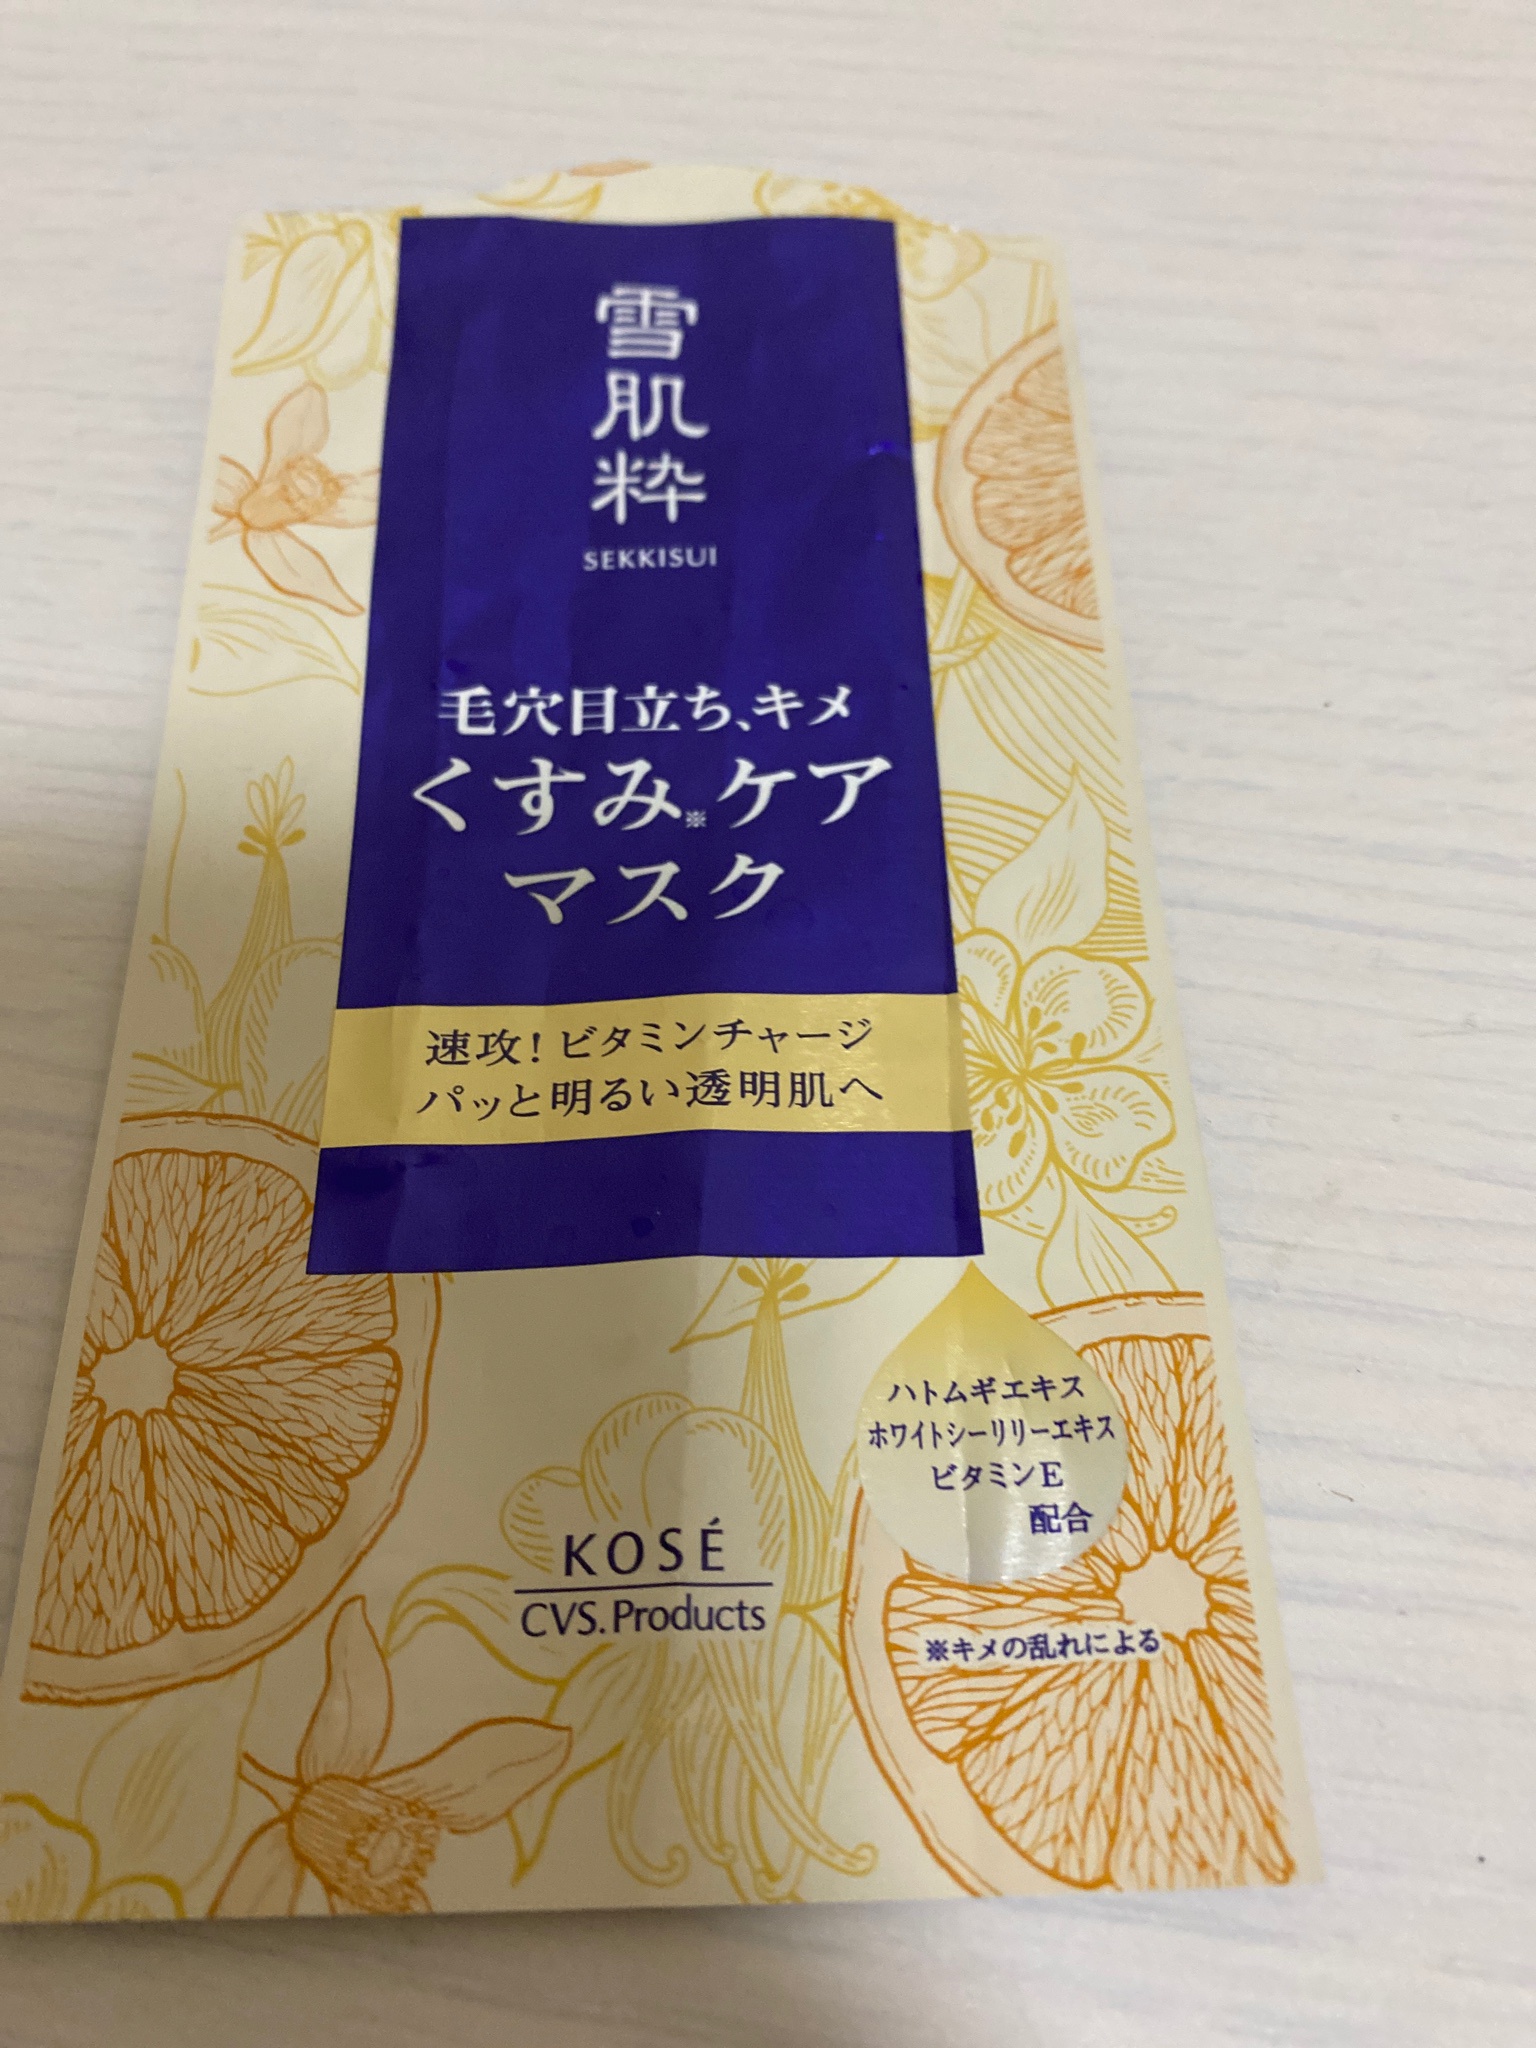 雪肌粋
SEKKISUI
毛穴目立ち、キメ
くすみ※ケア
マスク
速攻！ビタミンチャージ
パッと明るい透明肌へ
ハトムギエキス
ホワイトシーリリーエキス
ビタミンE
配合
KOSÉ
CVS.Products
※キメの乱れによる